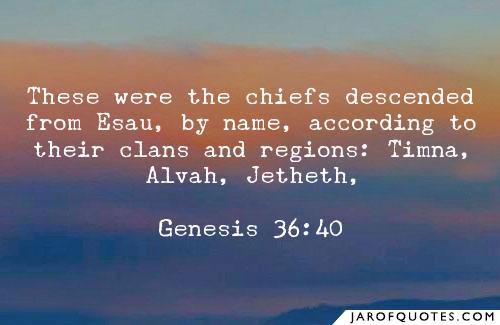 These were the chiefs descended
from Esau, by name, according to
their clans and regions: Timna,
Alvah, Jetheth,
Genesis 36:40
JAROFQUOTES.COM